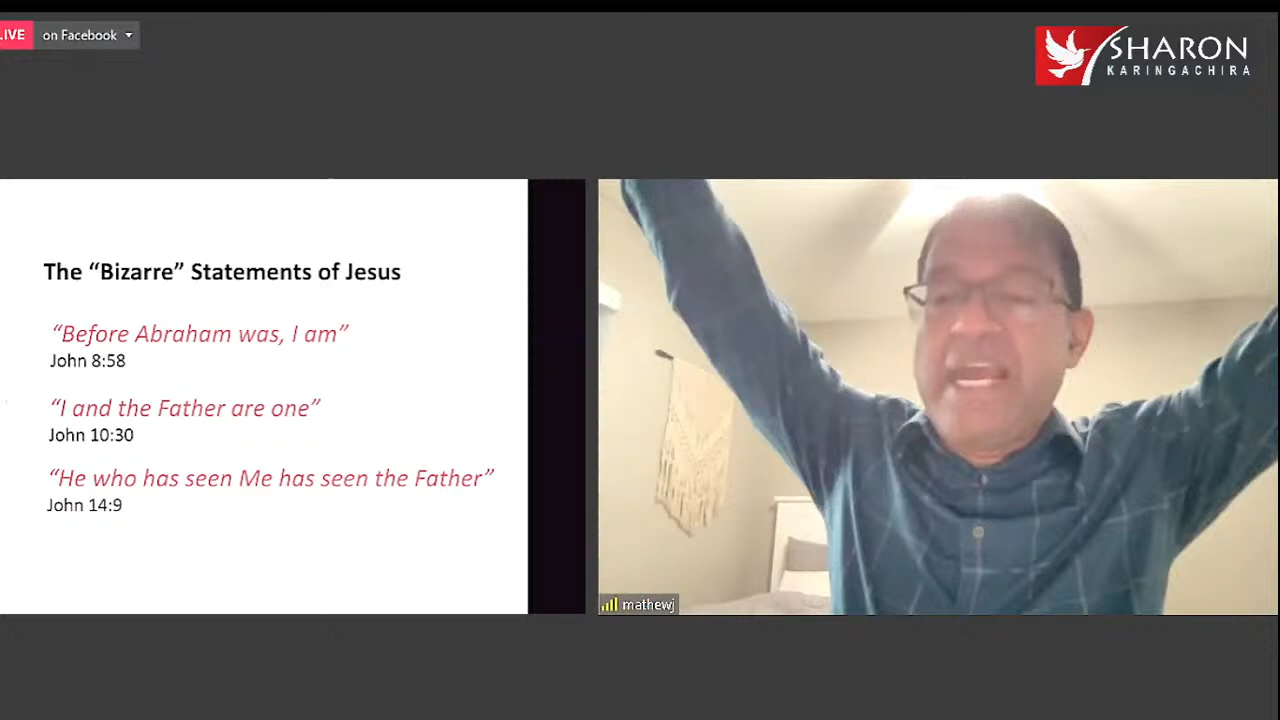 LIVE
on Facebook
SHARON
KARINGACHIRA
The “Bizarre” Statements of Jesus
“Before Abraham was, I am”
John 8:58
“I and the Father are one”
John 10:30
“He who has seen Me has seen the Father”
John 14:9
mathewj